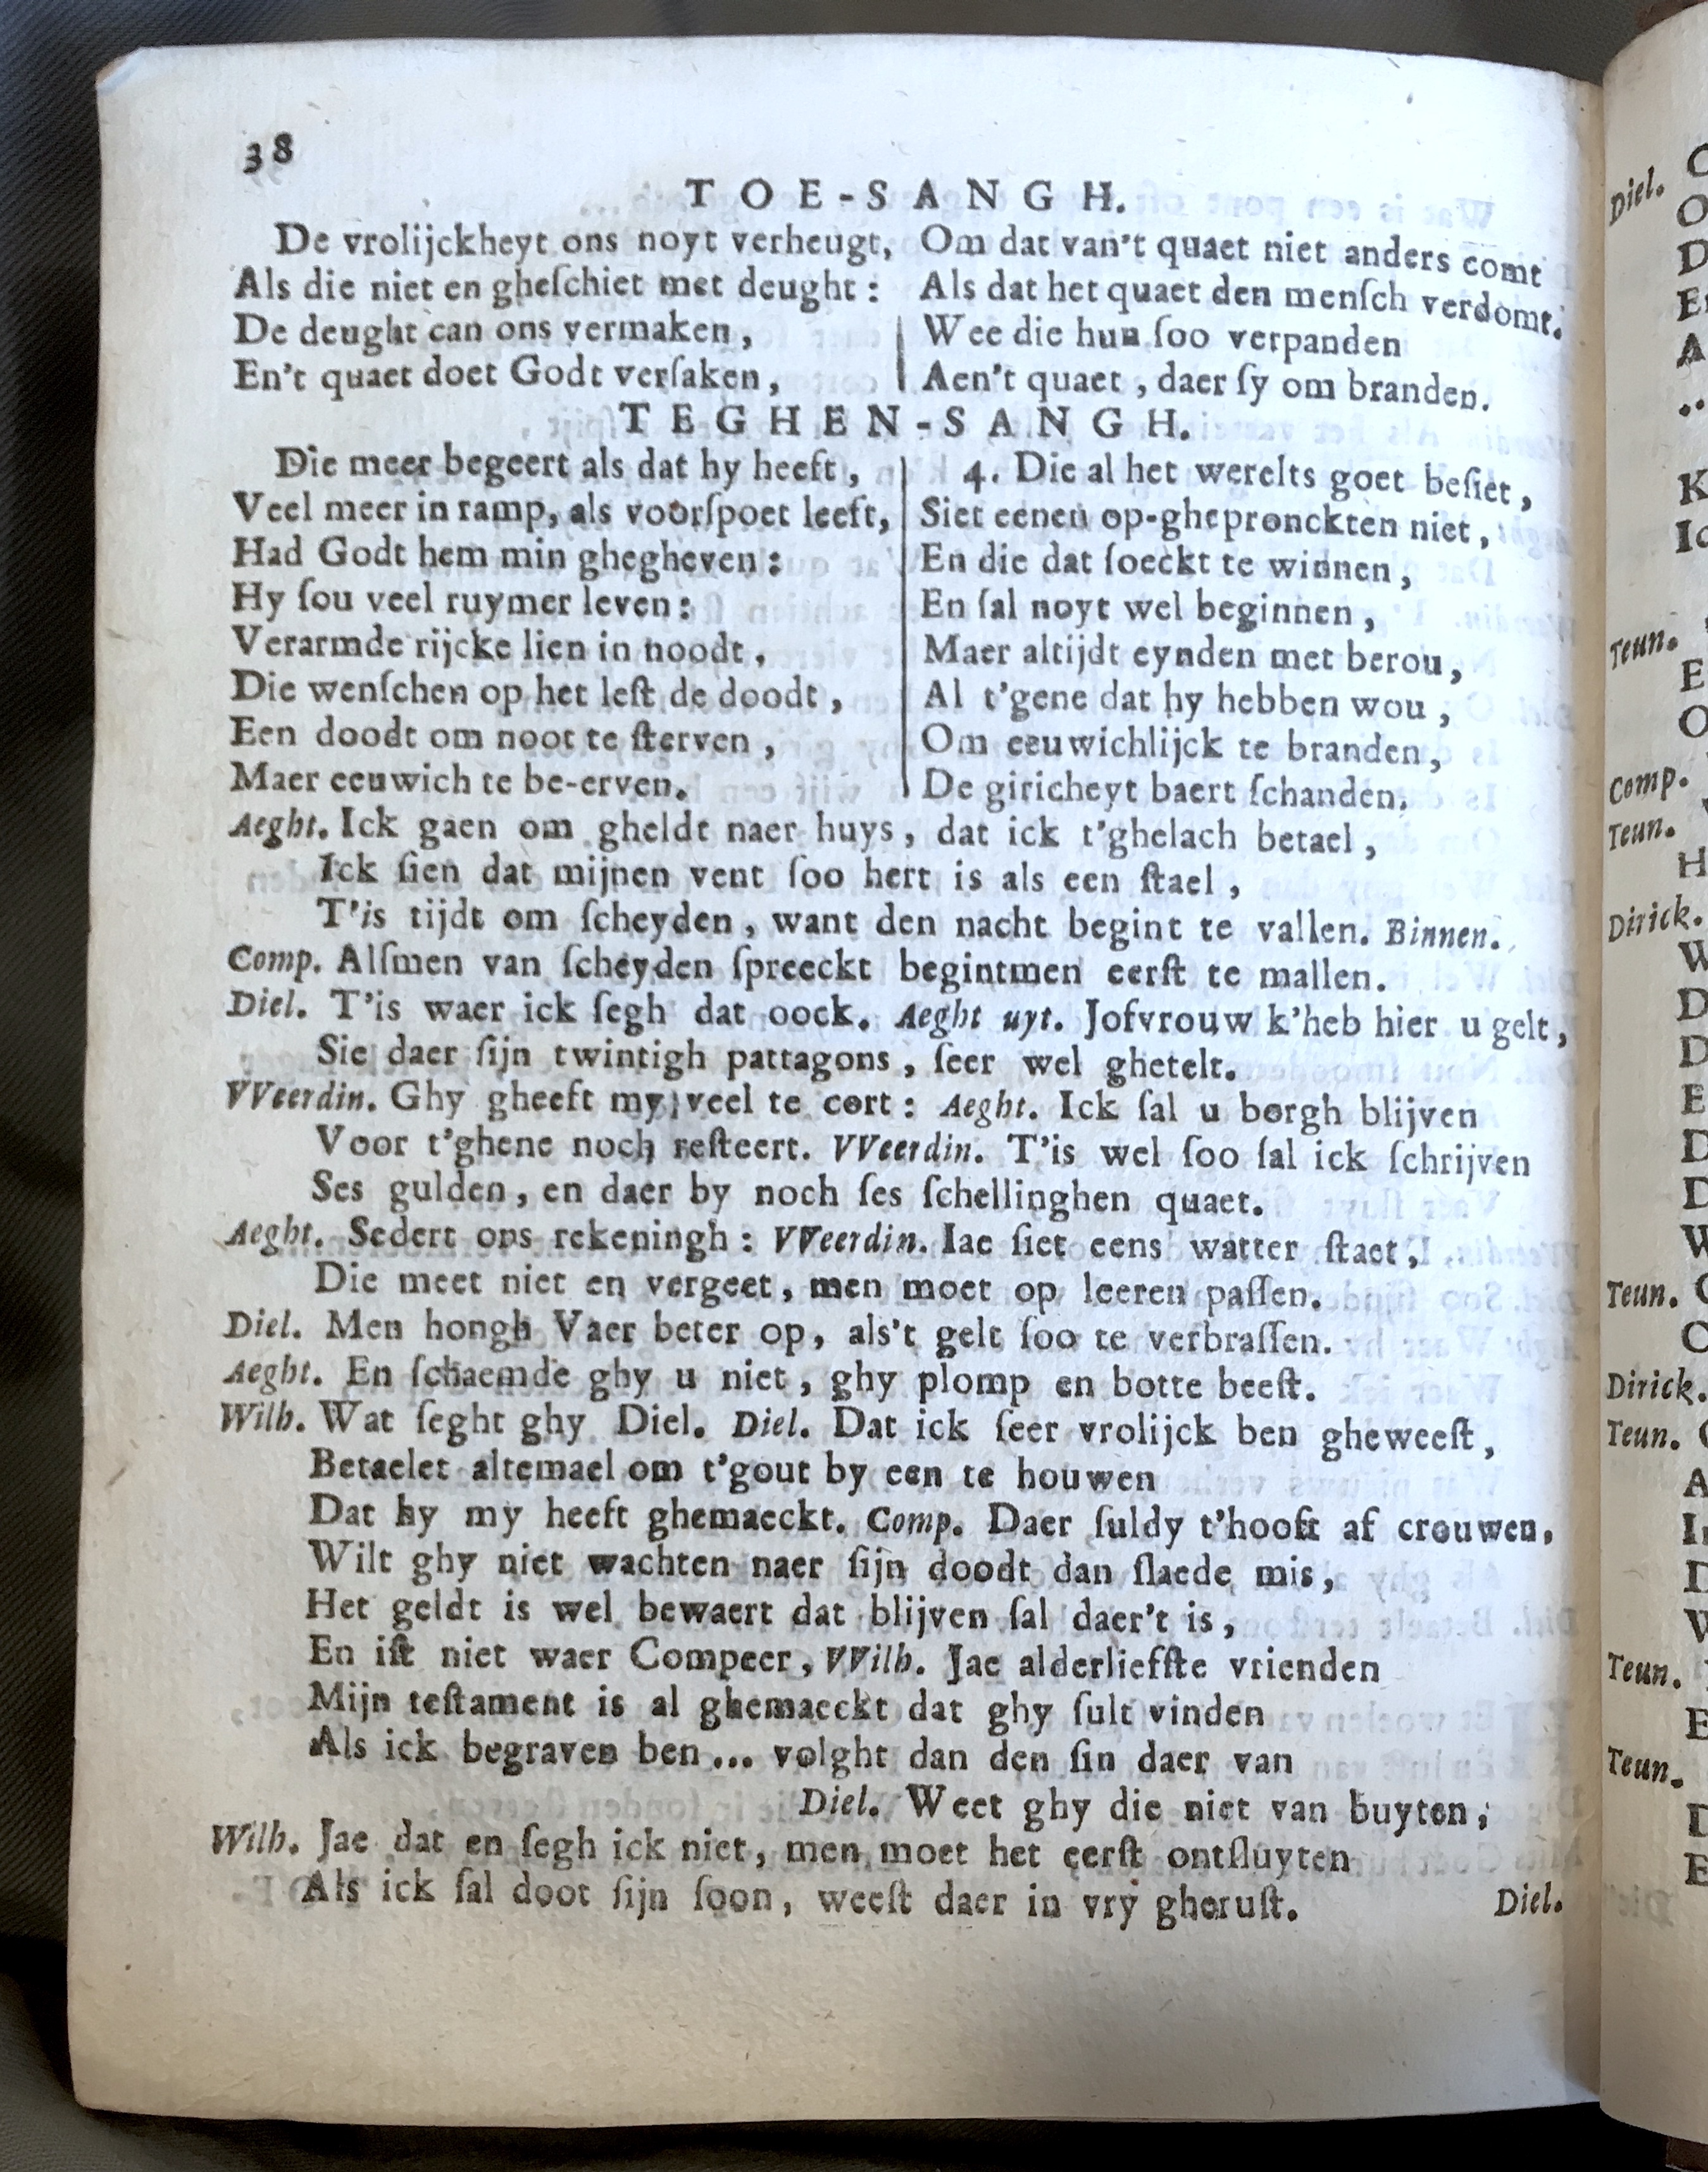 38
TOE-SANGH.
De vrolijckheyt ons noyt verheugt,
Als die niet en gheſchiet met deught:
De deught can ons vermaken,
En't quaet doet Godt verſaken,
Om dat van't quaet niet anders comt
Als dat het quaet den menſch verdomt.
Wee die hun ſoo verpanden
Aen't quaet, daer ſy om branden.
TEGHEN-SANGH.
Die meer begeert als dat hy heeft,
Veel meer in ramp, als voorſpoet leeft,
Had Godt hem min ghegheven:
Hy ſou veel ruymer leven:
Verarmde rijcke lien in noodt,
Die wenſchen op het leſt de doodt,
Een doodt om noot te ſterven,
Maer eeuwich te be-erven.
4. Die al het werelts goet beſiet,
Siet eenen op-ghepronckten niet,
En die dat ſoeckt te winnen,
En ſal noyt wel beginnen,
Maer altijdt eynden met berou,
Al t'gene dat hy hebben wou,
Om eeuwichlijck te branden,
De giricheyt baert ſchanden.
Aeght. Ick gaen om gheldt naer huys, dat ick t'ghelach betael,
Ick ſien dat mijnen vent ſoo hert is als een ſtael,
T'is tijdt om ſcheyden, want den nacht begint te vallen. Binnen.
Comp. Alſmen van ſcheyden ſpreeckt begintmen eerſt te mallen.
Diel. T'is waer ick ſegh dat oock. Aeght uyt. Jofvrouw k'heb hier u gelt,
Sie daer ſijn twintigh pattagons, ſeer wel ghetelt.
VVeerdin. Ghy gheeft my veel te cort: Aeght. Ick ſal u borgh blijven
Voor t'ghene noch reſteert. VVeerdin. T'is wel ſoo ſal ick ſchrijven
Ses gulden, en daer by noch ſes ſchellinghen quaet.
Aeght. Sedert ons rekeningh: VVeerdin. Iae ſiet eens watter ſtaet,
Die meet niet en vergeet, men moet op leeren paſſen.
Diel. Men hongh Vaer beter op, als't gelt ſoo te verbraſſen.
Aeght. En ſchaemde ghy u niet, ghy plomp en botte beeſt.
Wilh. Wat ſeght ghy Diel. Diel. Dat ick ſeer vrolijck ben gheweeſt,
Betaelet altemael om t'gout by een te houwen
Dat hy my heeft ghemaeckt. Comp. Daer ſuldy t'hooft af crouwen,
Wilt ghy niet wachten naer ſijn doodt dan ſlaede mis,
Het geldt is wel bewaert dat blijven ſal daer't is,
En iſt niet waer Compeer, VVilh. Jae alderliefſte vrienden
Mijn teſtament is al ghemaeckt dat ghy ſult vinden
Als ick begraven ben... volght dan den ſin daer van
Diel. Weet ghy die niet van buyten;
Wilh. Jae dat en ſegh ick niet, men moet het eerſt ontſluyten
Als ick ſal doot ſijn ſoon, weeſt daer in vry gheruſt.
Diel.
Diel.
Teun.
Comp.
Teun.
Dirick.
Teun.
Dirick.
Teun.
Teun.
Teun.